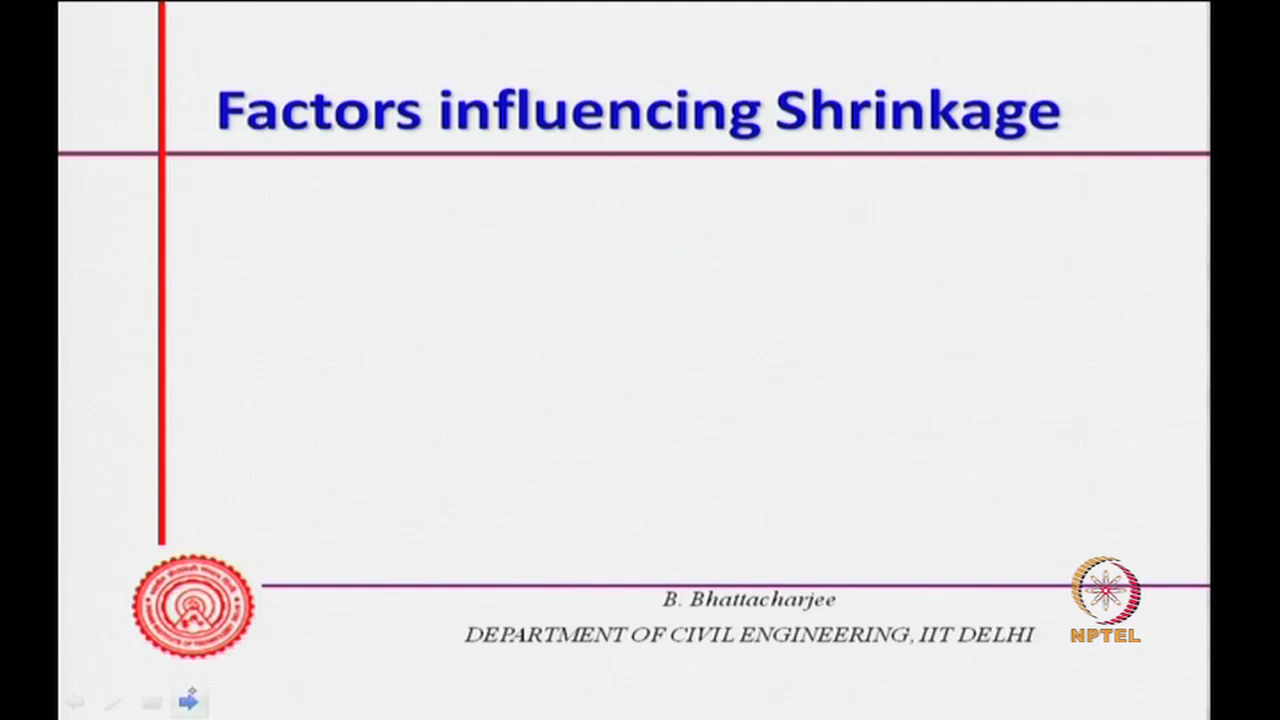 Factors influencing Shrinkage
B. Bhattacharjee
DEPARTMENT OF CIVIL ENGINEERING, IIT DELHI
NPTEL